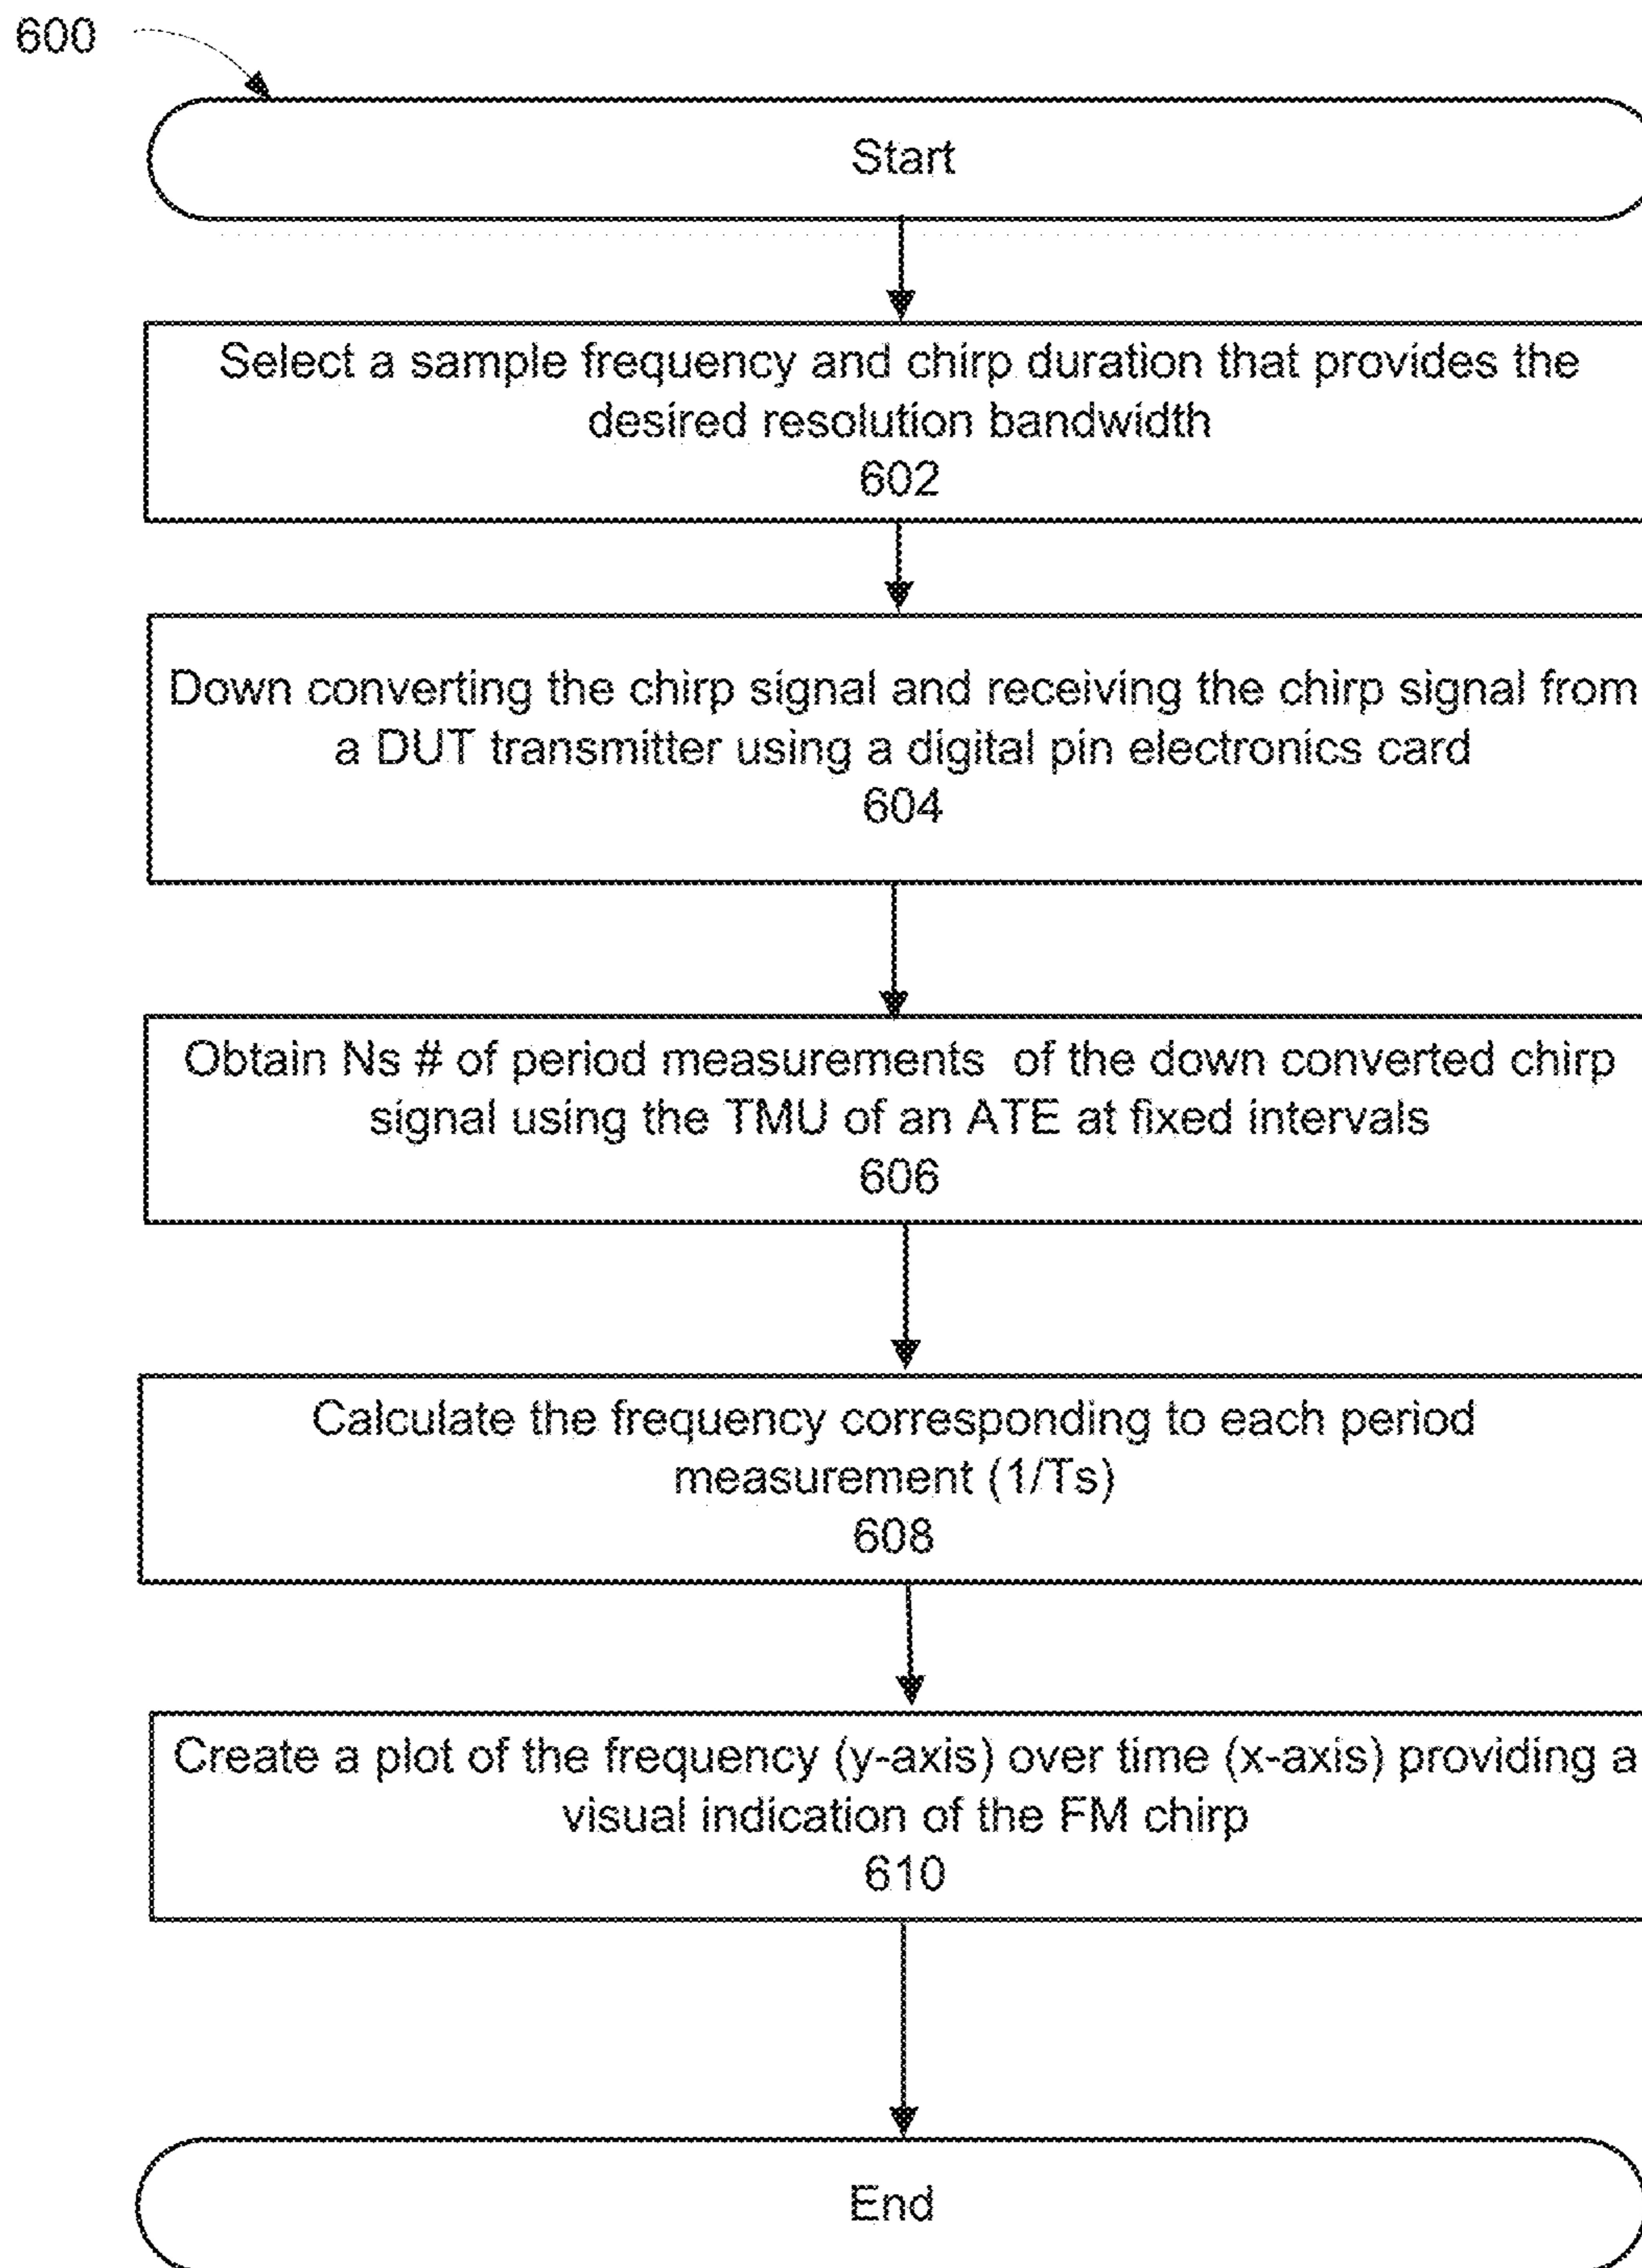 600
Start
Select a sample frequency and chirp duration that provides the
desired resolution bandwidth
602
Down converting the chirp signal and receiving the chirp signal from
a DUT transmitter using a digital pin electronics card
604
Obtain Ns # of period measurements of the down converted chirp
signal using the TMU of an ATE at fixed intervals
606
Calculate the frequency corresponding to each period
measurement (1/Ts)
608
Create a plot of the frequency (y-axis) over time (x-axis) providing a
visual indication of the FM chirp
610
End